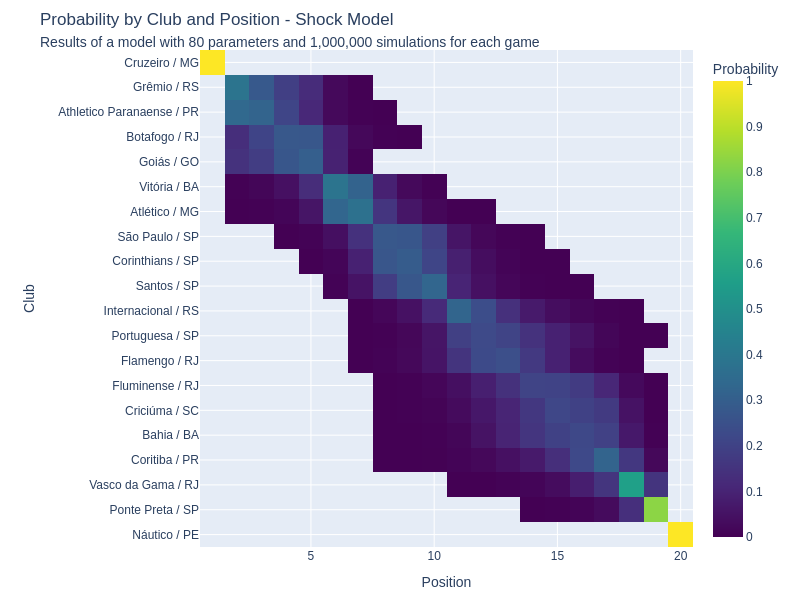 Probability by Club and Position - Shock Model
Results of a model with 80 parameters and 1,000,000 simulations for each game
Cruzeiro / MG
Grêmio / RS
Athletico Paranaense / PR
Botafogo / RJ
Goiás / GO
Vitória / BA
Atlético / MG
São Paulo / SP
Corinthians / SP
Santos / SP
Internacional / RS
Portuguesa / SP
Flamengo / RJ
Fluminense / RJ
Criciúma / SC
Bahia / BA
Coritiba / PR
Vasco da Gama / RJ
Ponte Preta / SP
Náutico / PE
Club
5
10
15
20
Position
Probability
1
0.9
0.8
0.7
0.6
0.5
0.4
0.3
0.2
0.1
0